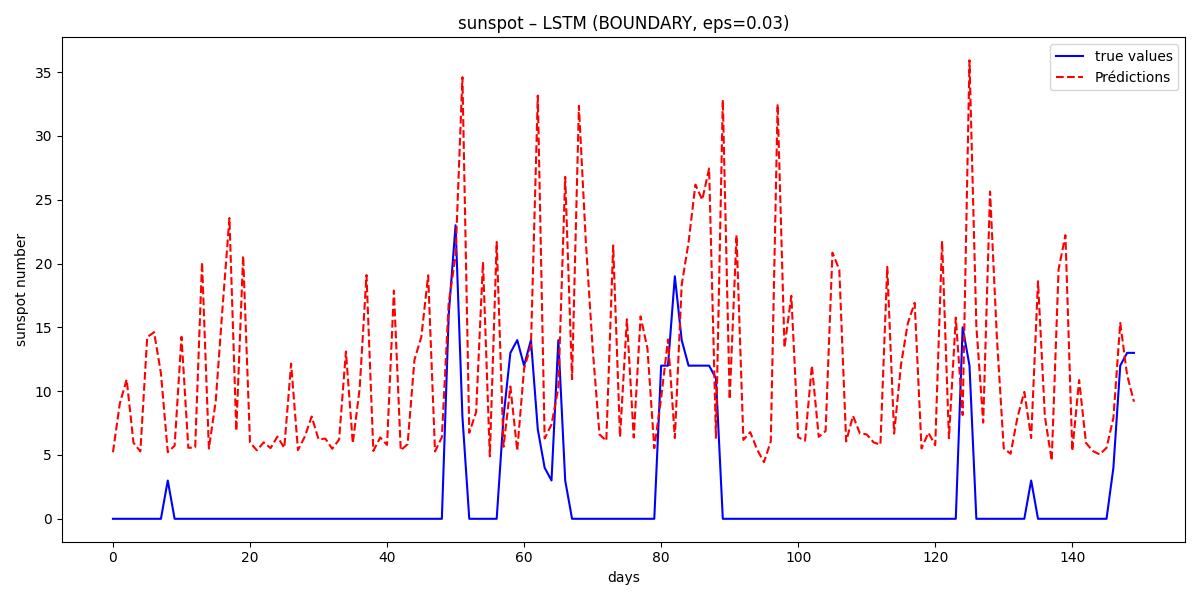 sunspot – LSTM (BOUNDARY, eps=0.03)
true values
Prédictions
sunspot number
35
30
25
20
15
10
5
0
0 20 40 60 80 100 120 140
days